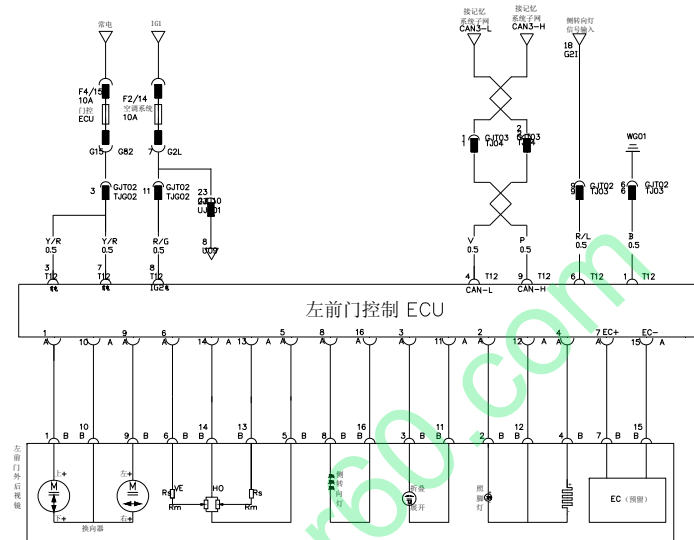 常电
IG1
接记忆
系统子网
CAN3-L
接记忆
系统子网
CAN3-H
侧转向灯
信号输入
18
G2I
F4/15
10A
门控
ECU
F2/14
空调系统
10A
WG01
G15 G82
7 G2L
3 GJT02
TJG02
11 GJT02
TJG02
23
GJT03
TJ04
GJT02
TJ03
GJT02
TJ03
Y/R
0.5
Y/R
0.5
R/G
0.5
8
V
0.5
P
0.5
R/L
0.5
B
0.5
3 T12
7 T12
8 T12
4 T12
CAN-L
9 T12
CAN-H
6 T12
1 T12
左前门控制 ECU
1 A
10 A
9 A
6 A
14 A
13 A
5 A
8 A
16 A
3 A
11 A
2 A
12 A
4 A
7 EC+ A
EC- 15 A
1 B
10 B
9 B
6 B
14 B
13 B
5 B
8 B
16 B
3 B
11 B
2 B
12 B
4 B
7 B
15 B
左前门外后视镜
上+
M
下+
换向器
左+
M
右+
VE
Rs
Rm
HO
Rs
Rm
侧转向灯
折叠
展开
照脚灯
EC（预留）
r60.com